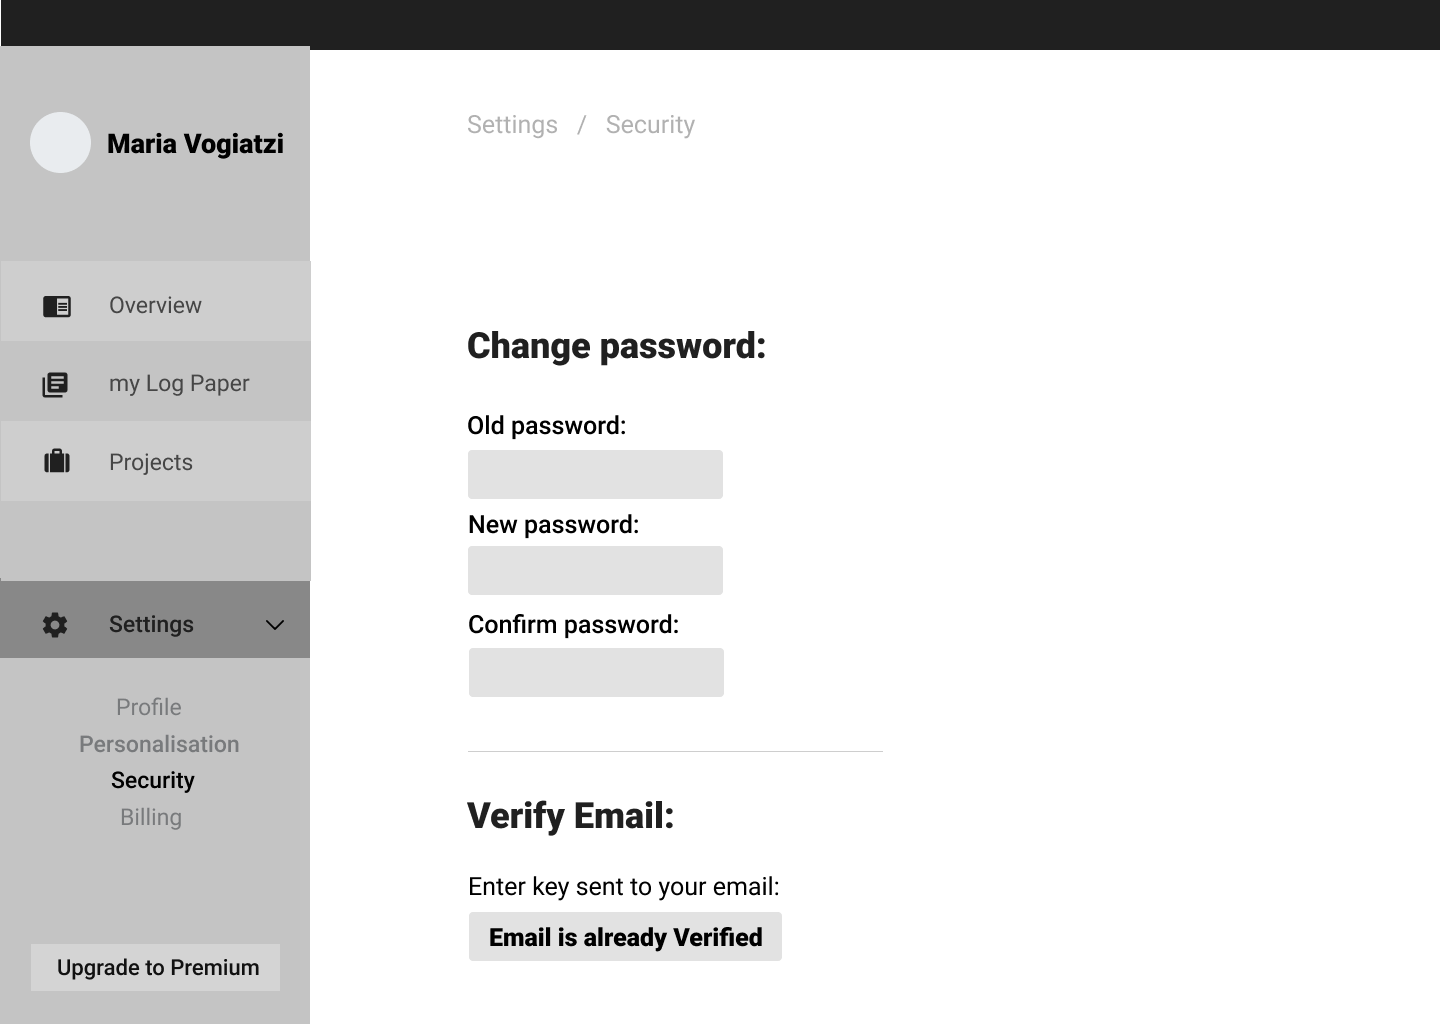 Maria Vogiatzi
Overview
my Log Paper
Projects
Settings
Profile
Personalisation
Security
Billing
Upgrade to Premium
Settings / Security
Change password:
Old password:
New password:
Confirm password:
Verify Email:
Enter key sent to your email:
Email is already Verified